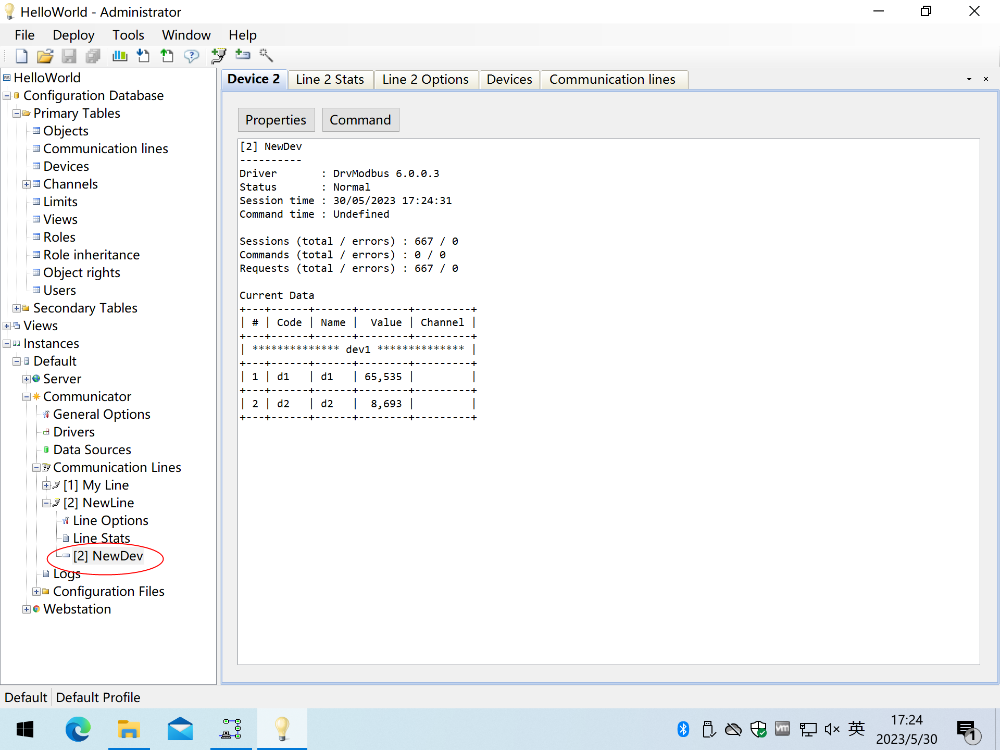 HelloWorld - Administrator
File Deploy Tools Window Help
HelloWorld
Configuration Database
Primary Tables
Objects
Communication lines
Devices
Channels
Limits
Views
Roles
Role inheritance
Object rights
Users
Secondary Tables
Views
Instances
Default
Server
Communicator
General Options
Drivers
Data Sources
Communication Lines
[1] My Line
[2] NewLine
Line Options
Line Stats
[2] NewDev
Logs
Configuration Files
Webstation
Device 2 Line 2 Stats Line 2 Options Devices Communication lines
Properties Command
[2] NewDev
----------
Driver       : DrvModbus 6.0.0.3
Status       : Normal
Session time : 30/05/2023 17:24:31
Command time : Undefined
Sessions (total / errors) : 667 / 0
Commands (total / errors) : 0 / 0
Requests (total / errors) : 667 / 0
Current Data
+---+------+------+--------+---------+
| # | Code | Name |  Value | Channel |
+---+------+------+--------+---------+
| ************** dev1 ************** |
+---+------+------+--------+---------+
| 1 | d1   | d1   | 65,535 |         |
+---+------+------+--------+---------+
| 2 | d2   | d2   |  8,693 |         |
+---+------+------+--------+---------+
Default Default Profile
英
17:24
2023/5/30
1